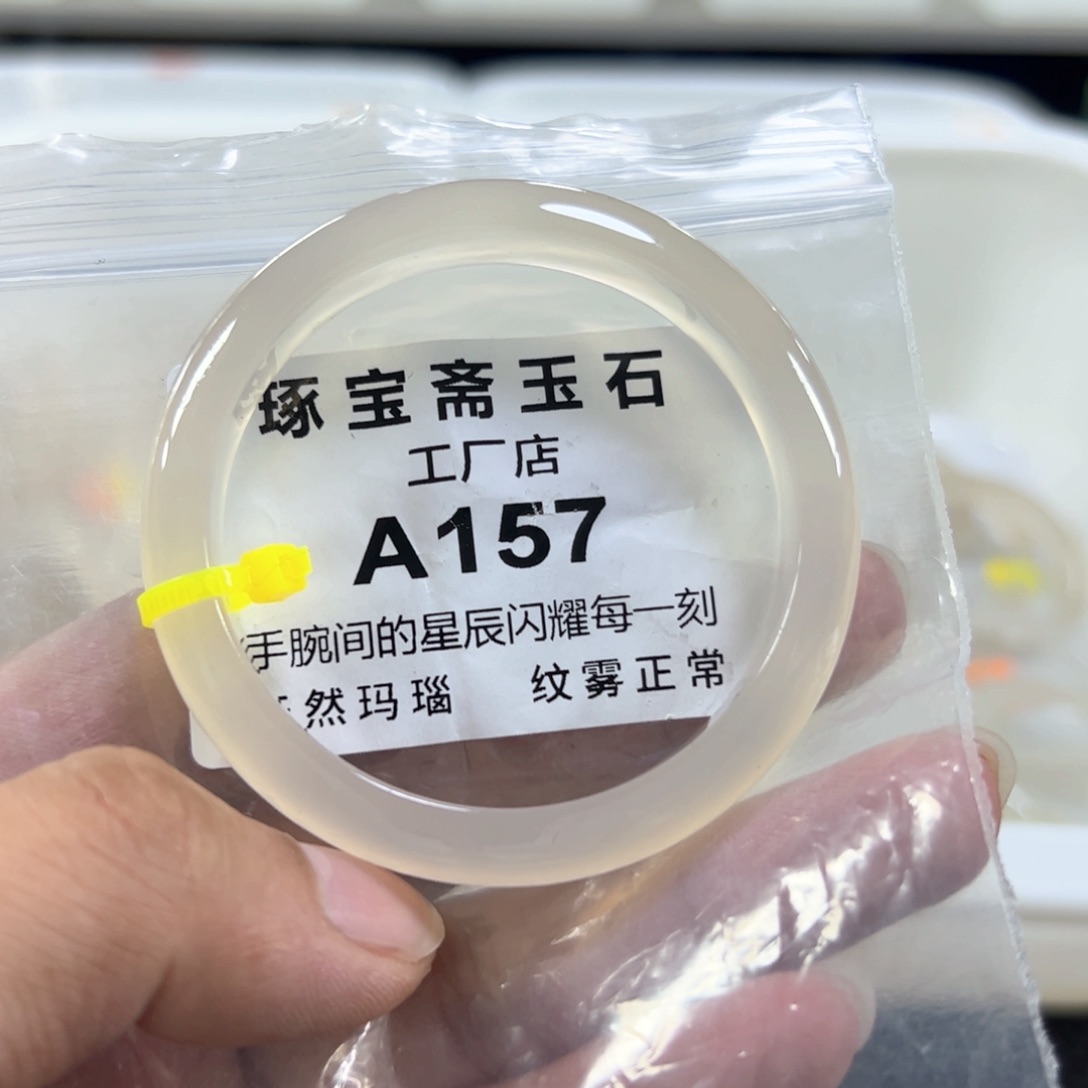 琢宝斋玉石
工厂店
A157
手腕间的星辰闪耀每一刻
然玛瑙 纹雾正常